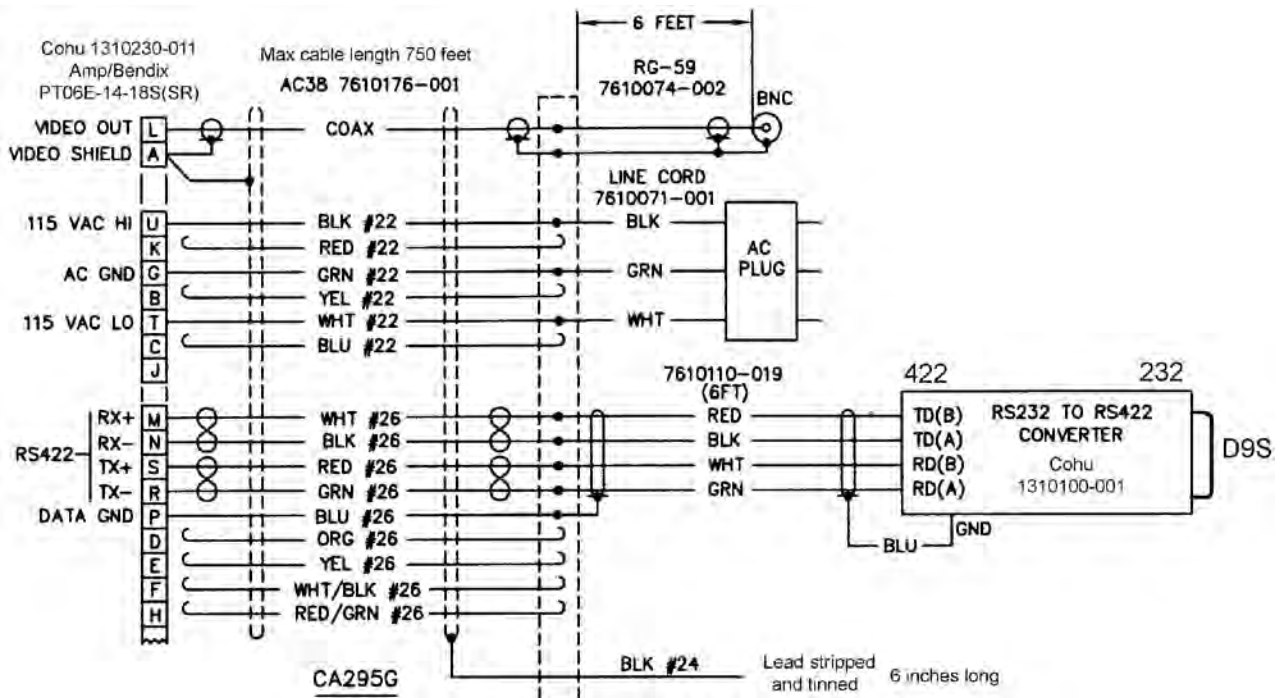 6 FEET
Cohu 1310230-011
Amp/Bendix
PT06E-14-18S(SR)
Max cable length 750 feet
AC38 7610176-001
RG-59
7610074-002
BNC
VIDEO OUT L COAX
VIDEO SHIELD A
LINE CORD
7610071-001
115 VAC HI U BLK #22 BLK
K RED #22
AC GND G GRN #22 GRN
AC
PLUG
B YEL #22
115 VAC LO T WHT #22 WHT
C BLU #22
J
7610110-019
(6FT)
422 232
RX+ M WHT #26 RED TD(B)
RX- N BLK #26 BLK TD(A)
RS422
TX+ S RED #26 WHT RD(B)
TX- R GRN #26 GRN RD(A)
RS232 TO RS422
CONVERTER
Cohu
1310100-001
D9S
DATA GND P BLU #26
GND
BLU
D ORG #26
E YEL #26
F WHT/BLK #26
H RED/GRN #26
CA295G
BLK #24
Lead stripped
and tinned
6 inches long